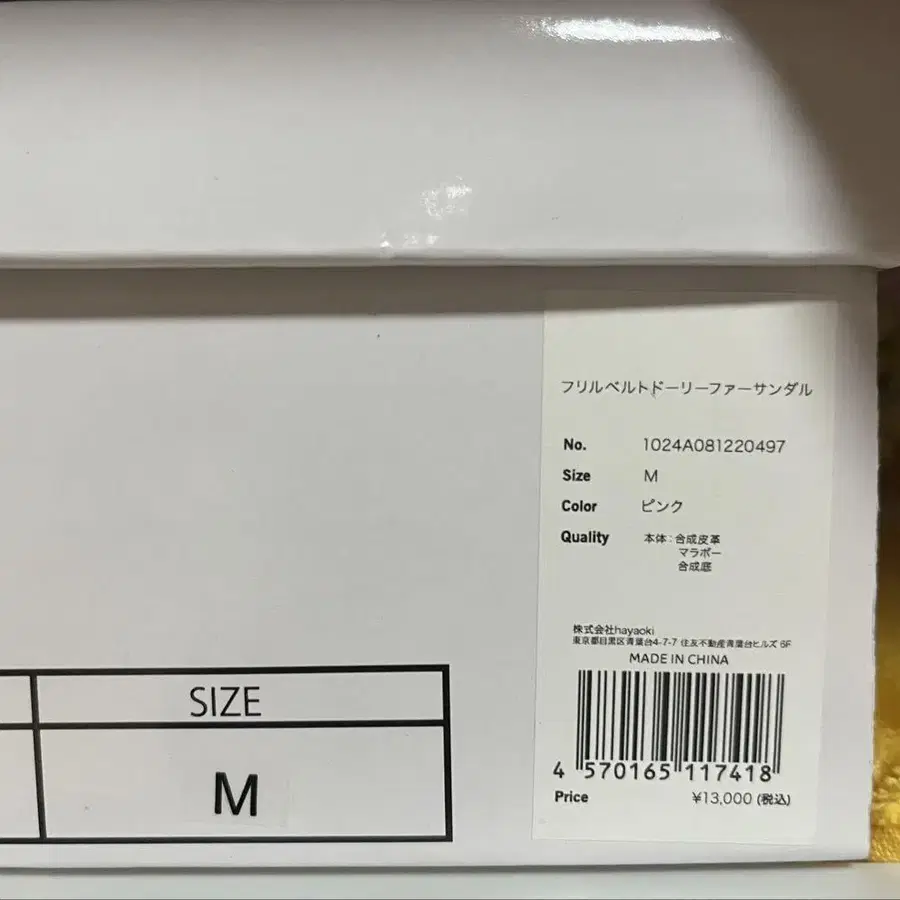 フリルベルトドーリーファーサンダル
No. 1024A081220497
Size M
Color ピンク
Quality 本体：合成皮革
マラボー
合成底
株式会社hayaoki
東京都目黒区青葉台4-7-7 住友不動産青葉台ヒルズ 6F
MADE IN CHINA
4 570165 117418
Price ¥13,000 (税込)
SIZE
M